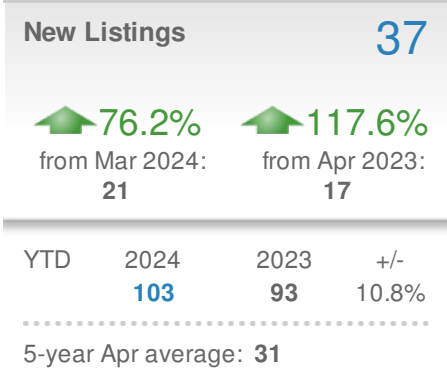 New Listings 37
76.2% 117.6%
from Mar 2024: from Apr 2023:
21 17
YTD 2024 2023 +/-
103 93 10.8%
5-year Apr average: 31